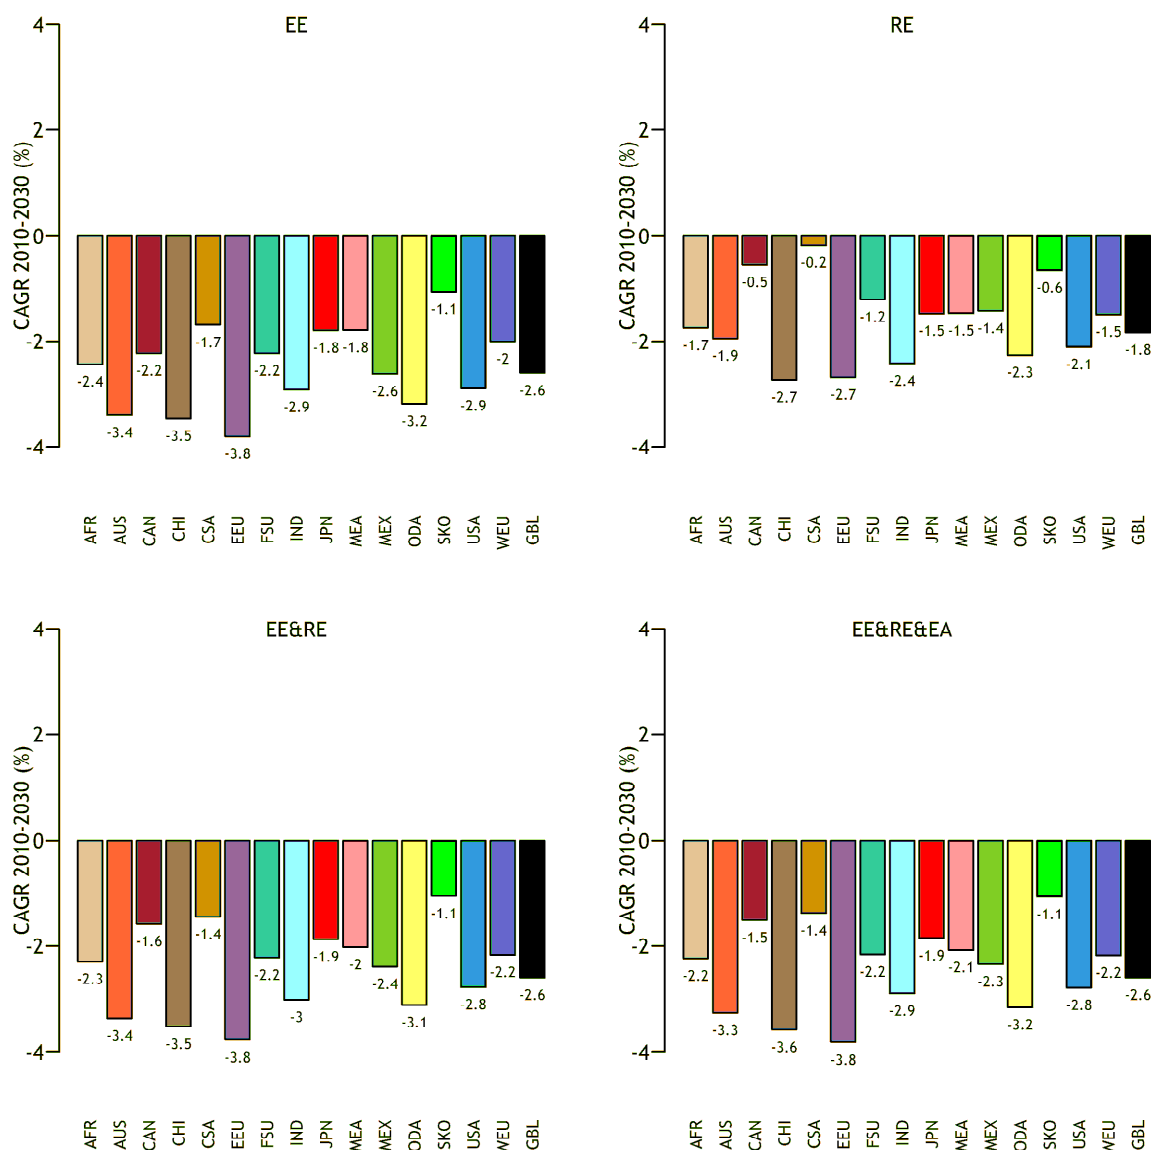 EE
CAGR 2010-2030 (%)
4
2
0
-2
-4
-2.4 -3.4 -2.2 -3.5 -1.7 -3.8 -2.2 -2.9 -1.8 -1.8 -2.6 -3.2 -1.1 -2.9 -2 -2.6
AFR AUS CAN CHI CSA EEU FSU IND JPN MEA MEX ODA SKO USA WEU GBL
RE
CAGR 2010-2030 (%)
4
2
0
-2
-4
-1.7 -1.9 -0.5 -2.7 -0.2 -2.7 -1.2 -2.4 -1.5 -1.5 -1.4 -2.3 -0.6 -2.1 -1.5 -1.8
AFR AUS CAN CHI CSA EEU FSU IND JPN MEA MEX ODA SKO USA WEU GBL
EE&RE
CAGR 2010-2030 (%)
4
2
0
-2
-4
-2.3 -3.4 -1.6 -3.5 -1.4 -3.8 -2.2 -3 -1.9 -2 -2.4 -3.1 -1.1 -2.8 -2.2 -2.6
AFR AUS CAN CHI CSA EEU FSU IND JPN MEA MEX ODA SKO USA WEU GBL
EE&RE&EA
CAGR 2010-2030 (%)
4
2
0
-2
-4
-2.2 -3.3 -1.5 -3.6 -1.4 -3.8 -2.2 -2.9 -1.9 -2.1 -2.3 -3.2 -1.1 -2.8 -2.2 -2.6
AFR AUS CAN CHI CSA EEU FSU IND JPN MEA MEX ODA SKO USA WEU GBL